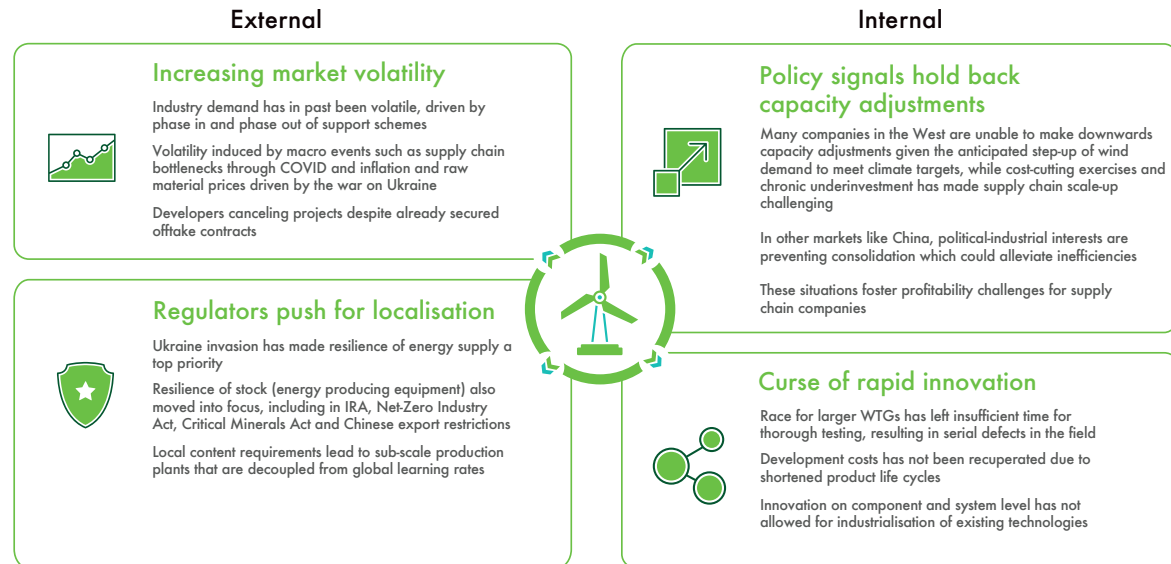 External
Increasing market volatility
Industry demand has in past been volatile, driven by
phase in and phase out of support schemes
Volatility induced by macro events such as supply chain
bottlenecks through COVID and inflation and raw
material prices driven by the war on Ukraine
Developers canceling projects despite already secured
offtake contracts
Regulators push for localisation
Ukraine invasion has made resilience of energy supply a
top priority
Resilience of stock (energy producing equipment) also
moved into focus, including in IRA, Net-Zero Industry
Act, Critical Minerals Act and Chinese export restrictions
Local content requirements lead to sub-scale production
plants that are decoupled from global learning rates
Internal
Policy signals hold back
capacity adjustments
Many companies in the West are unable to make downwards
capacity adjustments given the anticipated step-up of wind
demand to meet climate targets, while cost-cutting exercises and
chronic underinvestment has made supply chain scale-up
challenging
In other markets like China, political-industrial interests are
preventing consolidation which could alleviate inefficiencies
These situations foster profitability challenges for supply
chain companies
Curse of rapid innovation
Race for larger WTGs has left insufficient time for
thorough testing, resulting in serial defects in the field
Development costs has not been recuperated due to
shortened product life cycles
Innovation on component and system level has not
allowed for industrialisation of existing technologies